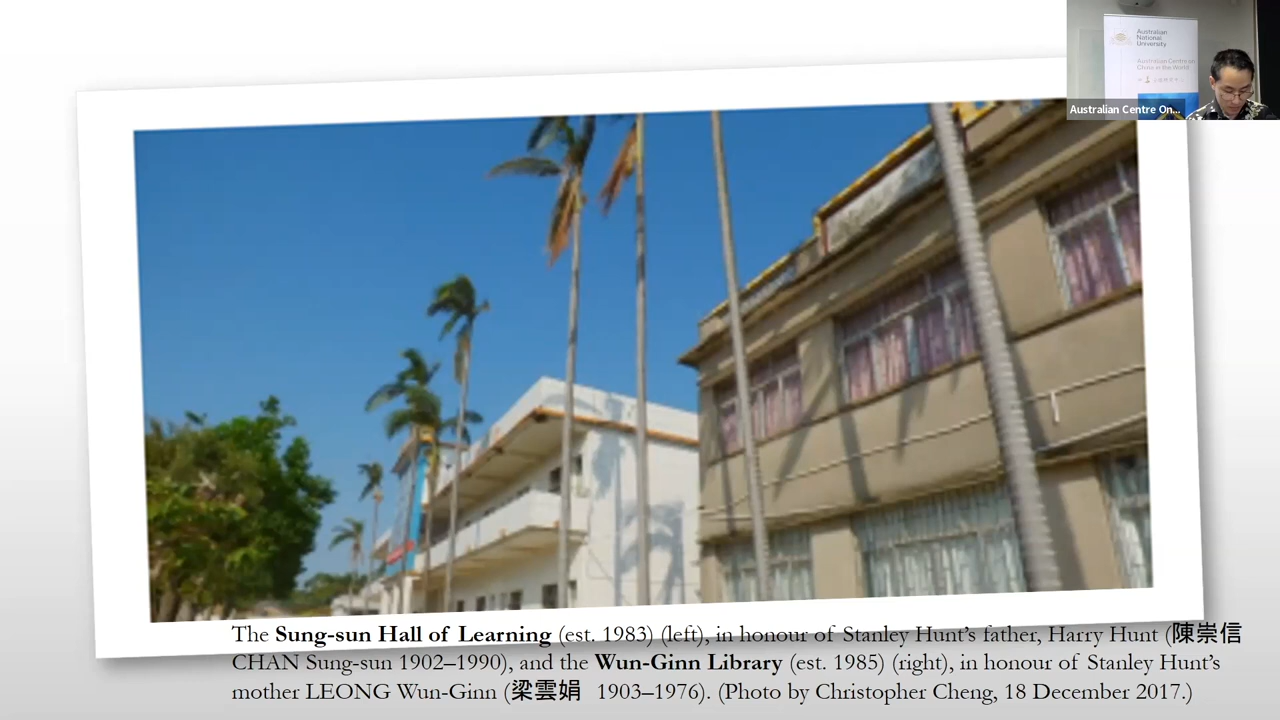 Australian
National
University
Australian Centre on
China in the World
Australian Centre On...
The Sung-sun Hall of Learning (est. 1983) (left), in honour of Stanley Hunt’s father, Harry Hunt (陳崇信
CHAN Sung-sun 1902–1990), and the Wun-Ginn Library (est. 1985) (right), in honour of Stanley Hunt’s
mother LEONG Wun-Ginn (梁雲娟 1903–1976). (Photo by Christopher Cheng, 18 December 2017.)